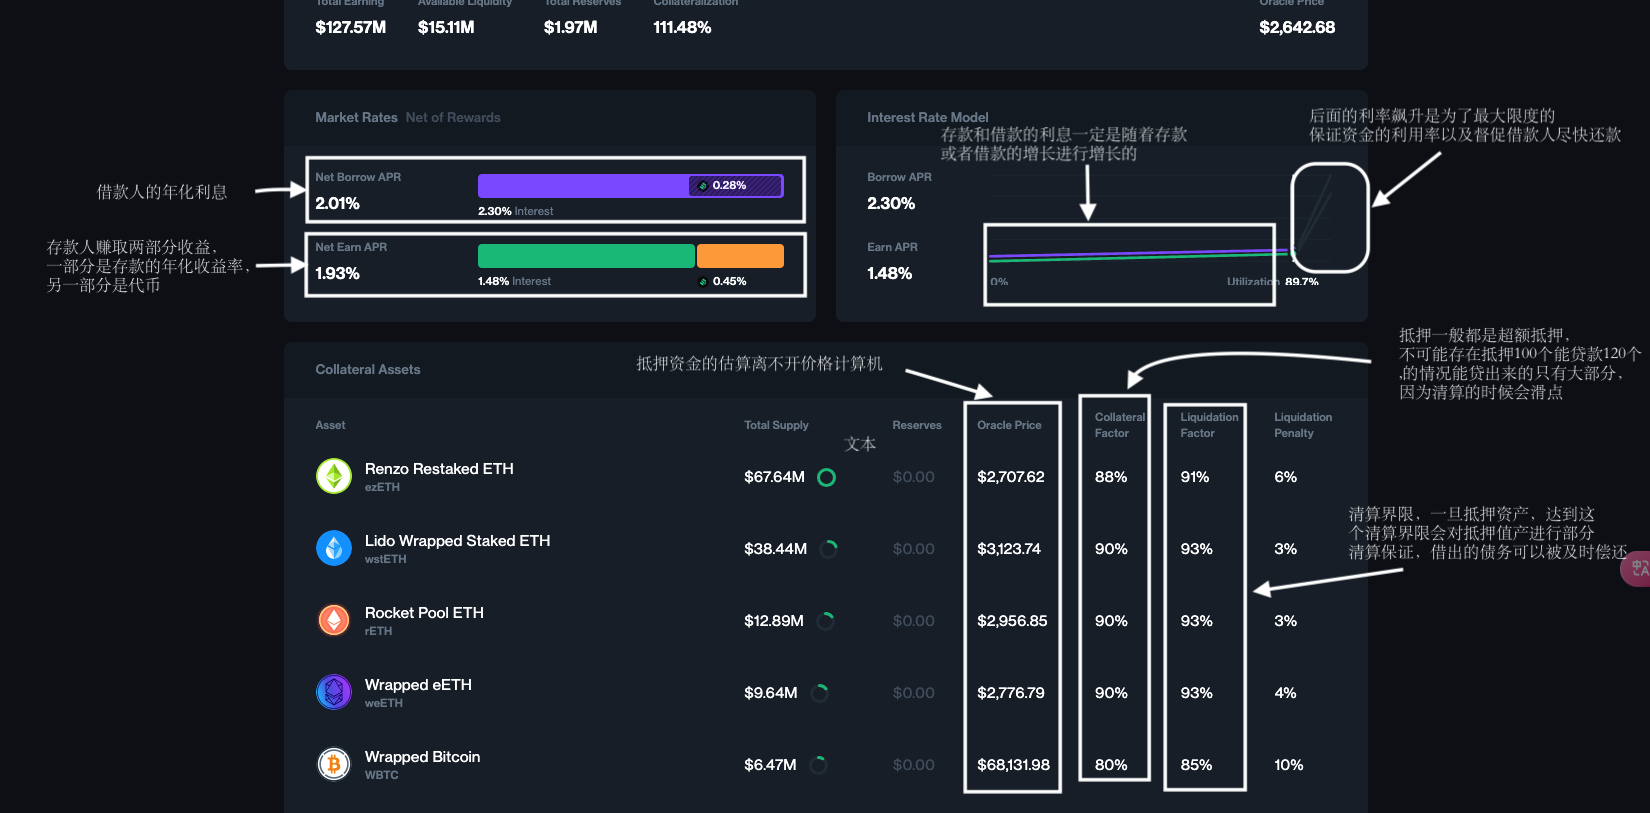 Total Earning
Available Liquidity
Total Reserves
Collateralization
Oracle Price
$127.57M
$15.11M
$1.97M
111.48%
$2,642.68
Market Rates Net of Rewards
Interest Rate Model
后面的利率飙升是为了最大限度的
保证资金的利用率以及督促借款人尽快还款
存款和借款的利息一定是随着存款
或者借款的增长进行增长的
借款人的年化利息
Net Borrow APR
2.01%
0.28%
2.30% Interest
Borrow APR
2.30%
存款人赚取两部分收益，
一部分是存款的年化收益率，
另一部分是代币
Net Earn APR
1.93%
1.48% Interest
0.45%
Earn APR
1.48%
0%
Utilization 89.7%
抵押一般都是超额抵押，
不可能存在抵押100个能贷款120个
,的情况能贷出来的只有大部分，
因为清算的时候会滑点
抵押资金的估算离不开价格计算机
Collateral Assets
Asset
Total Supply
文本
Reserves
Oracle Price
Collateral
Factor
Liquidation
Factor
Liquidation
Penalty
Renzo Restaked ETH
ezETH
$67.64M
$0.00
$2,707.62
88%
91%
6%
清算界限，一旦抵押资产，达到这
个清算界限会对抵押值产进行部分
清算保证，借出的债务可以被及时偿还
Lido Wrapped Staked ETH
wstETH
$38.44M
$0.00
$3,123.74
90%
93%
3%
中
A
Rocket Pool ETH
rETH
$12.89M
$0.00
$2,956.85
90%
93%
3%
Wrapped eETH
weETH
$9.64M
$0.00
$2,776.79
90%
93%
4%
Wrapped Bitcoin
WBTC
$6.47M
$0.00
$68,131.98
80%
85%
10%